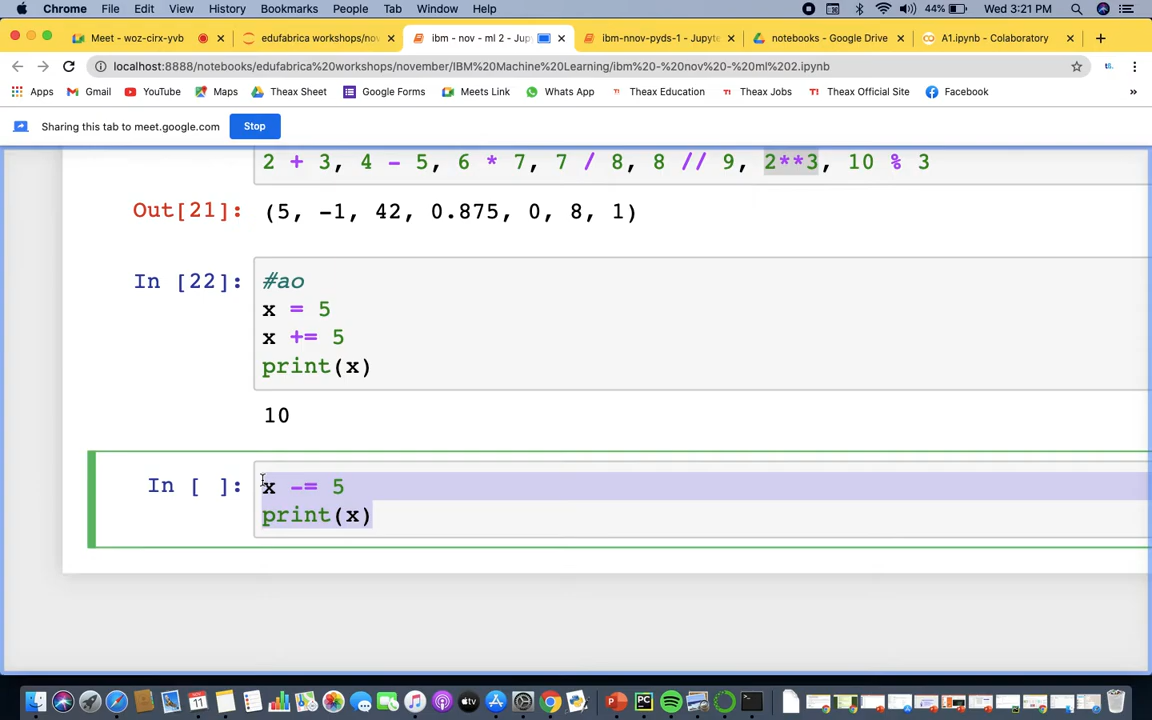 Chrome File Edit View History Bookmarks People Tab Window Help 44% Wed 3:21 PM
Meet - woz-cirx-yvb edufabrica workshops/nov ibm - nov - ml 2 - Jupy ibm-nnov-pyds-1 - Jupyte notebooks - Google Drive A1.ipynb - Colaboratory
localhost:8888/notebooks/edufabrica%20workshops/november/IBM%20Machine%20Learning/ibm%20-%20nov%20-%20ml%202.ipynb
Apps Gmail YouTube Maps Theax Sheet Google Forms Meets Link Whats App Theax Education Theax Jobs Theax Official Site Facebook »
Sharing this tab to meet.google.com Stop
2 + 3, 4 - 5, 6 * 7, 7 / 8, 8 // 9, 2**3, 10 % 3
Out[21]: (5, -1, 42, 0.875, 0, 8, 1)
In [22]: #ao
x = 5
x += 5
print(x)
10
In [ ]: x -= 5
print(x)